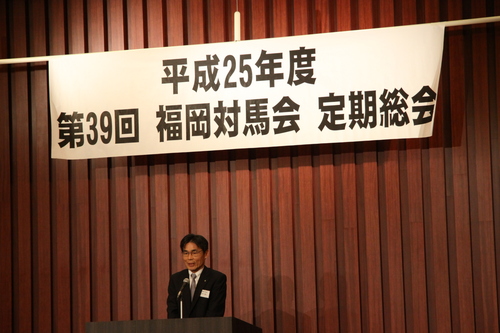 平成25年度
第39回 福岡対馬会 定期総会